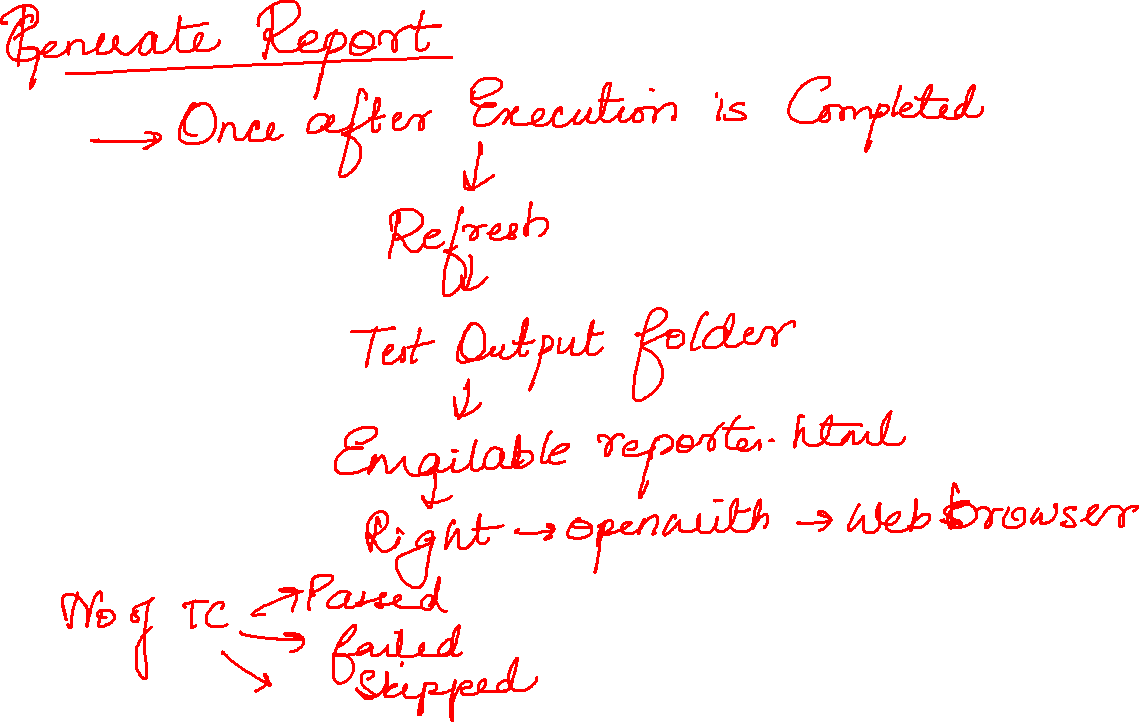 Generate Report
→ Once after Execution is Completed
↓
Refresh
↓
Test Output folder
↓
Emailable reporter.html
↓
Right → openwith → Web browser
No of TC → Passed
→ failed
→ Skipped